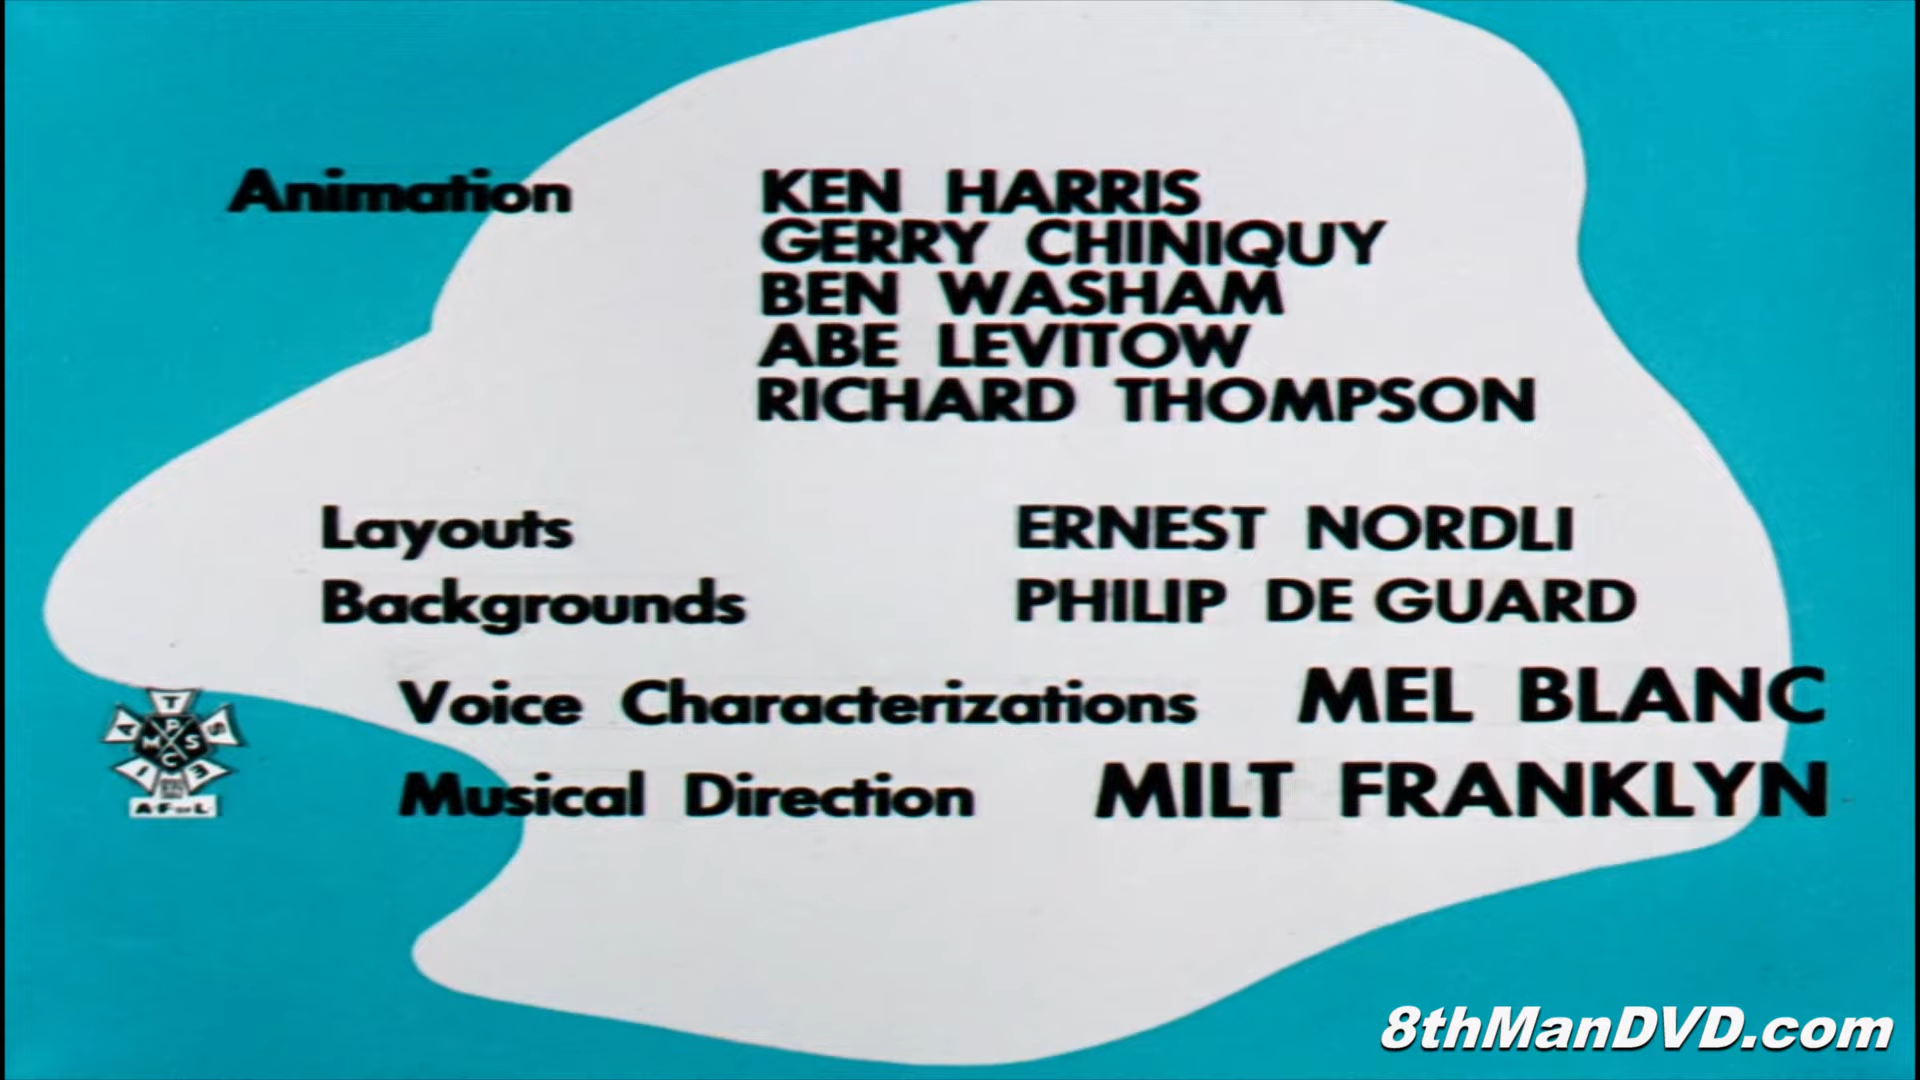 Animation KEN HARRIS
GERRY CHINIQUY
BEN WASHAM
ABE LEVITOW
RICHARD THOMPSON
Layouts ERNEST NORDLI
Backgrounds PHILIP DE GUARD
Voice Characterizations MEL BLANC
Musical Direction MILT FRANKLYN
I A T S E
M P S C
A F of L
8thManDVD.com